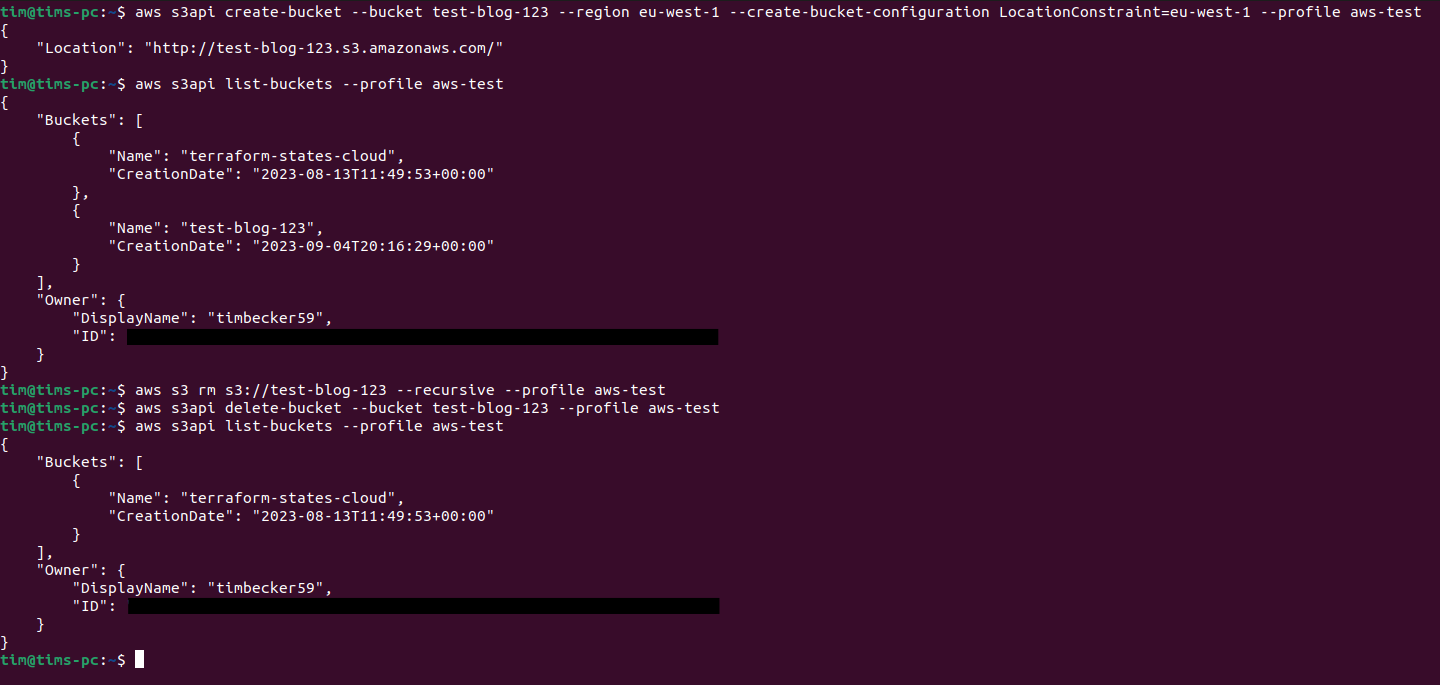 tim@tims-pc:~$ aws s3api create-bucket --bucket test-blog-123 --region eu-west-1 --create-bucket-configuration LocationConstraint=eu-west-1 --profile aws-test
{
    "Location": "http://test-blog-123.s3.amazonaws.com/"
}
tim@tims-pc:~$ aws s3api list-buckets --profile aws-test
{
    "Buckets": [
        {
            "Name": "terraform-states-cloud",
            "CreationDate": "2023-08-13T11:49:53+00:00"
        },
        {
            "Name": "test-blog-123",
            "CreationDate": "2023-09-04T20:16:29+00:00"
        }
    ],
    "Owner": {
        "DisplayName": "timbecker59",
        "ID":
    }
}
tim@tims-pc:~$ aws s3 rm s3://test-blog-123 --recursive --profile aws-test
tim@tims-pc:~$ aws s3api delete-bucket --bucket test-blog-123 --profile aws-test
tim@tims-pc:~$ aws s3api list-buckets --profile aws-test
{
    "Buckets": [
        {
            "Name": "terraform-states-cloud",
            "CreationDate": "2023-08-13T11:49:53+00:00"
        }
    ],
    "Owner": {
        "DisplayName": "timbecker59",
        "ID":
    }
}
tim@tims-pc:~$